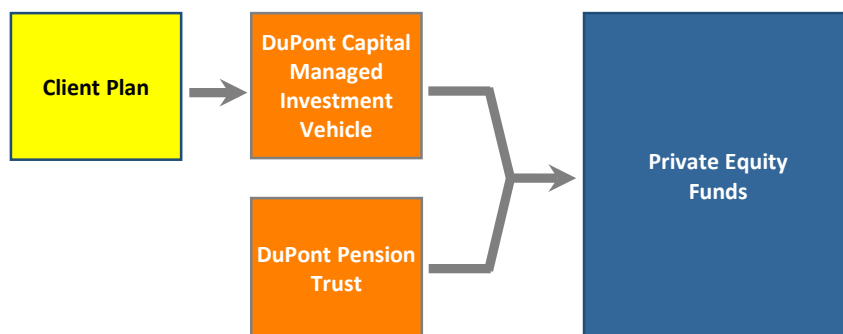 Client Plan
DuPont Capital
Managed
Investment
Vehicle
DuPont Pension
Trust
Private Equity
Funds